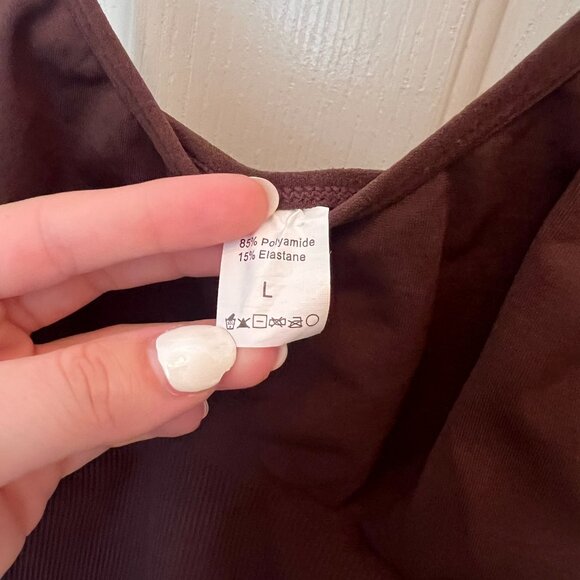 85% Polyamide
15% Elastane
L